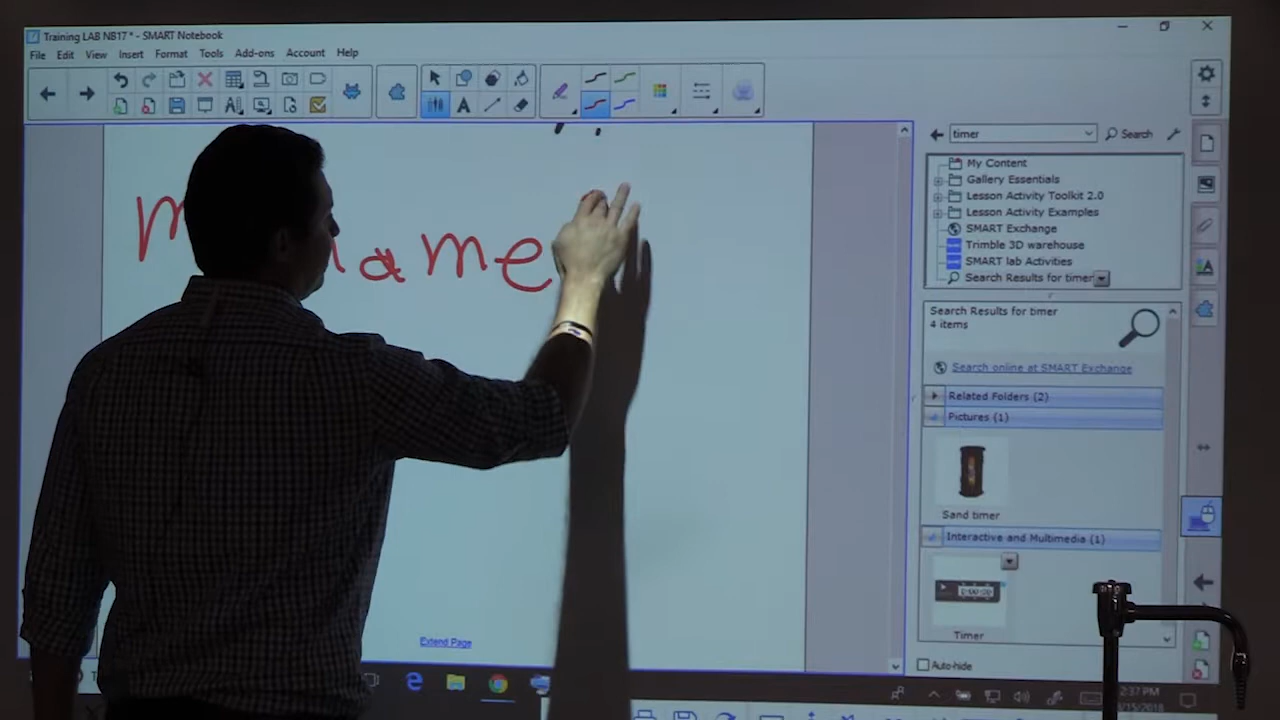 Training LAB NB17 * - SMART Notebook
File Edit View Insert Format Tools Add-ons Account Help
timer
Search
My Content
Gallery Essentials
Lesson Activity Toolkit 2.0
Lesson Activity Examples
SMART Exchange
Trimble 3D warehouse
SMART lab Activities
Search Results for timer
ame
Search Results for timer
4 items
Search online at SMART Exchange
Related Folders (2)
Pictures (1)
Sand timer
Interactive and Multimedia (1)
Timer
Extend Page
Auto-hide
2:37 PM